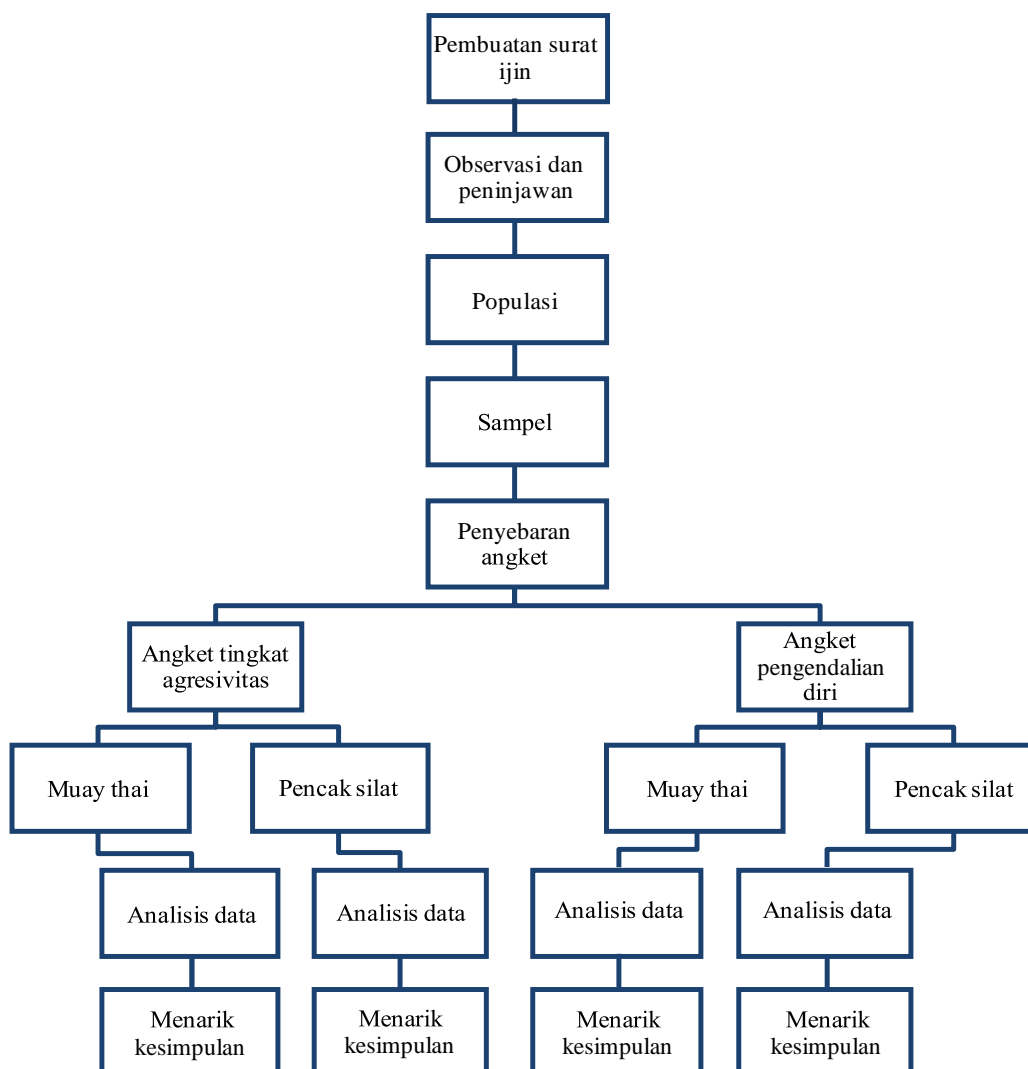 Pembuatan surat
ijin
Observasi dan
peninjawan
Populasi
Sampel
Penyebaran
angket
Angket tingkat
agresivitas
Angket
pengendalian
diri
Muay thai
Pencak silat
Muay thai
Pencak silat
Analisis data
Analisis data
Analisis data
Analisis data
Menarik
kesimpulan
Menarik
kesimpulan
Menarik
kesimpulan
Menarik
kesimpulan